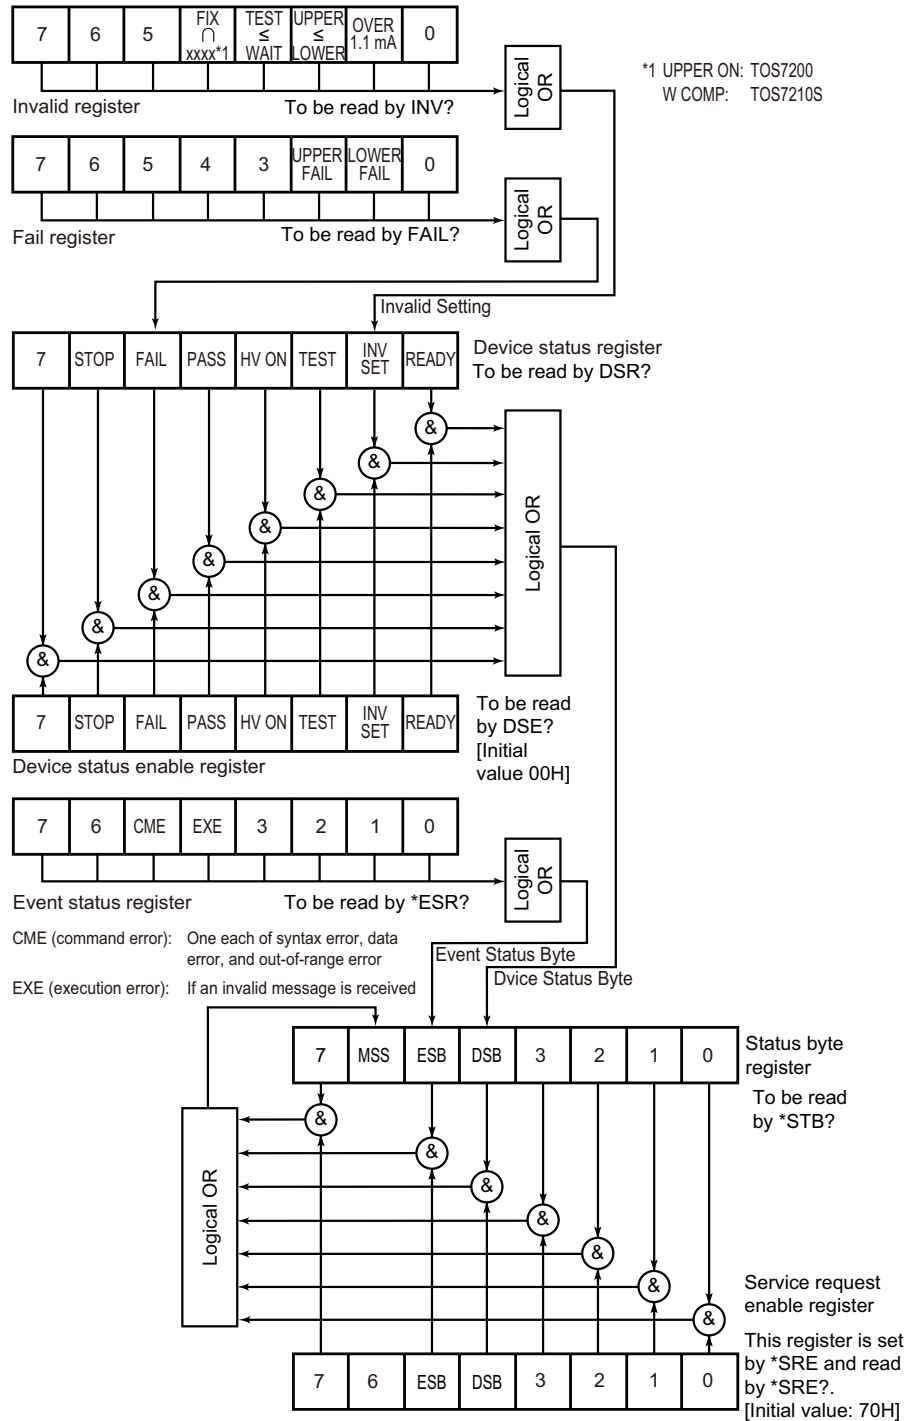 7 6 5 FIX ∩ xxxx*1 TEST ≤ WAIT UPPER ≤ LOWER OVER 1.1 mA 0
Logical OR
*1 UPPER ON: TOS7200
W COMP: TOS7210S
Invalid register To be read by INV?
7 6 5 4 3 UPPER FAIL LOWER FAIL 0
Logical OR
Fail register To be read by FAIL?
Invalid Setting
7 STOP FAIL PASS HV ON TEST INV SET READY
Device status register
To be read by DSR?
&
&
&
&
&
&
&
&
Logical OR
7 STOP FAIL PASS HV ON TEST INV SET READY
To be read
by DSE?
[Initial
value 00H]
Device status enable register
7 6 CME EXE 3 2 1 0
Logical OR
Event status register To be read by *ESR?
CME (command error): One each of syntax error, data
error, and out-of-range error
EXE (execution error): If an invalid message is received
Event Status Byte
Dvice Status Byte
7 MSS ESB DSB 3 2 1 0
Status byte
register
To be read
by *STB?
Logical OR
&
&
&
&
&
&
&
Service request
enable register
This register is set
by *SRE and read
by *SRE?.
[Initial value: 70H]
7 6 ESB DSB 3 2 1 0